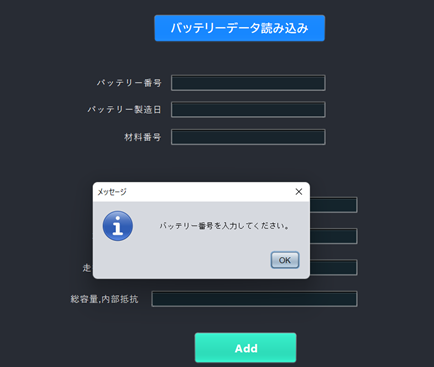 バッテリーデータ読み込み
バッテリー番号
バッテリー製造日
材料番号
メッセージ
バッテリー番号を入力してください。
OK
走
総容量,内部抵抗
Add